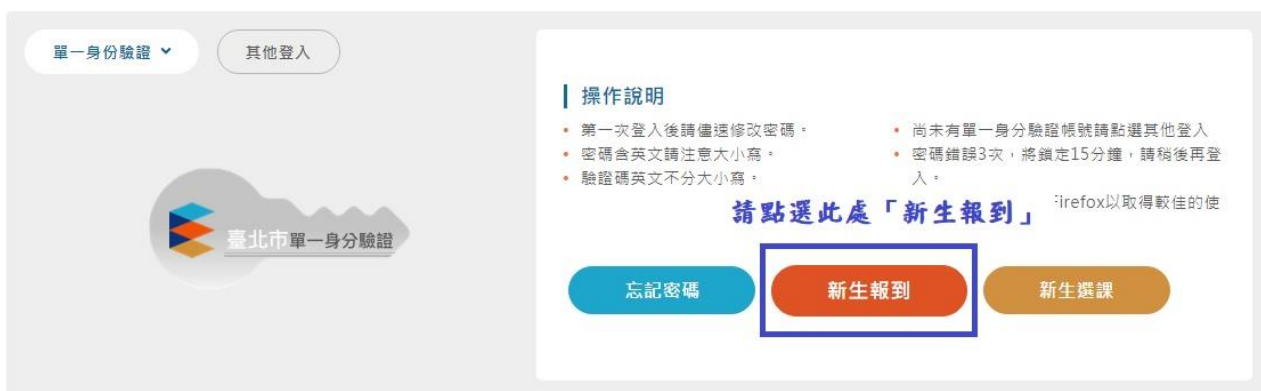 單一身份驗證
其他登入
臺北市單一身分驗證
操作說明
• 第一次登入後請儘速修改密碼。
• 密碼含英文請注意大小寫。
• 驗證碼英文不分大小寫。
• 尚未有單一身分驗證帳號請點選其他登入
• 密碼錯誤3次，將鎖定15分鐘，請稍後再登
入。
Firefox以取得較佳的使
請點選此處「新生報到」
忘記密碼
新生報到
新生選課